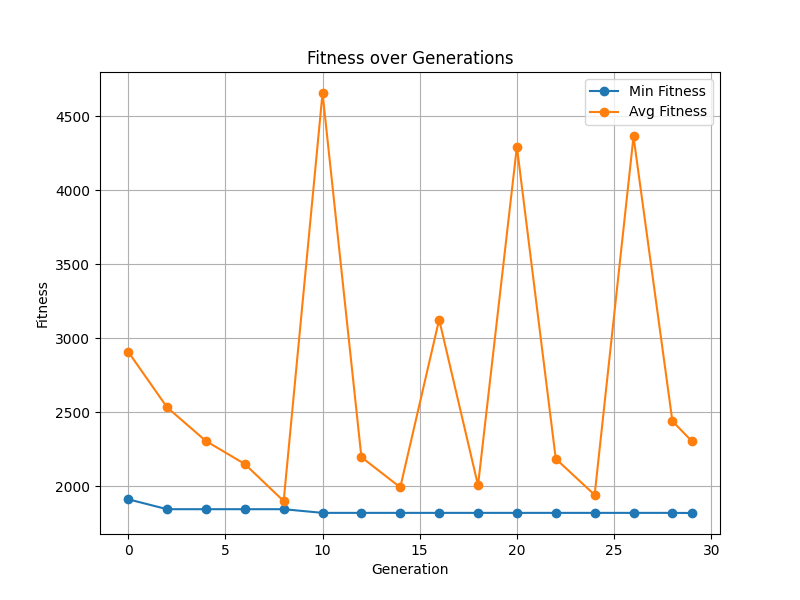 Fitness over Generations
Min Fitness
Avg Fitness
4500
4000
3500
3000
2500
2000
Fitness
0 5 10 15 20 25 30
Generation